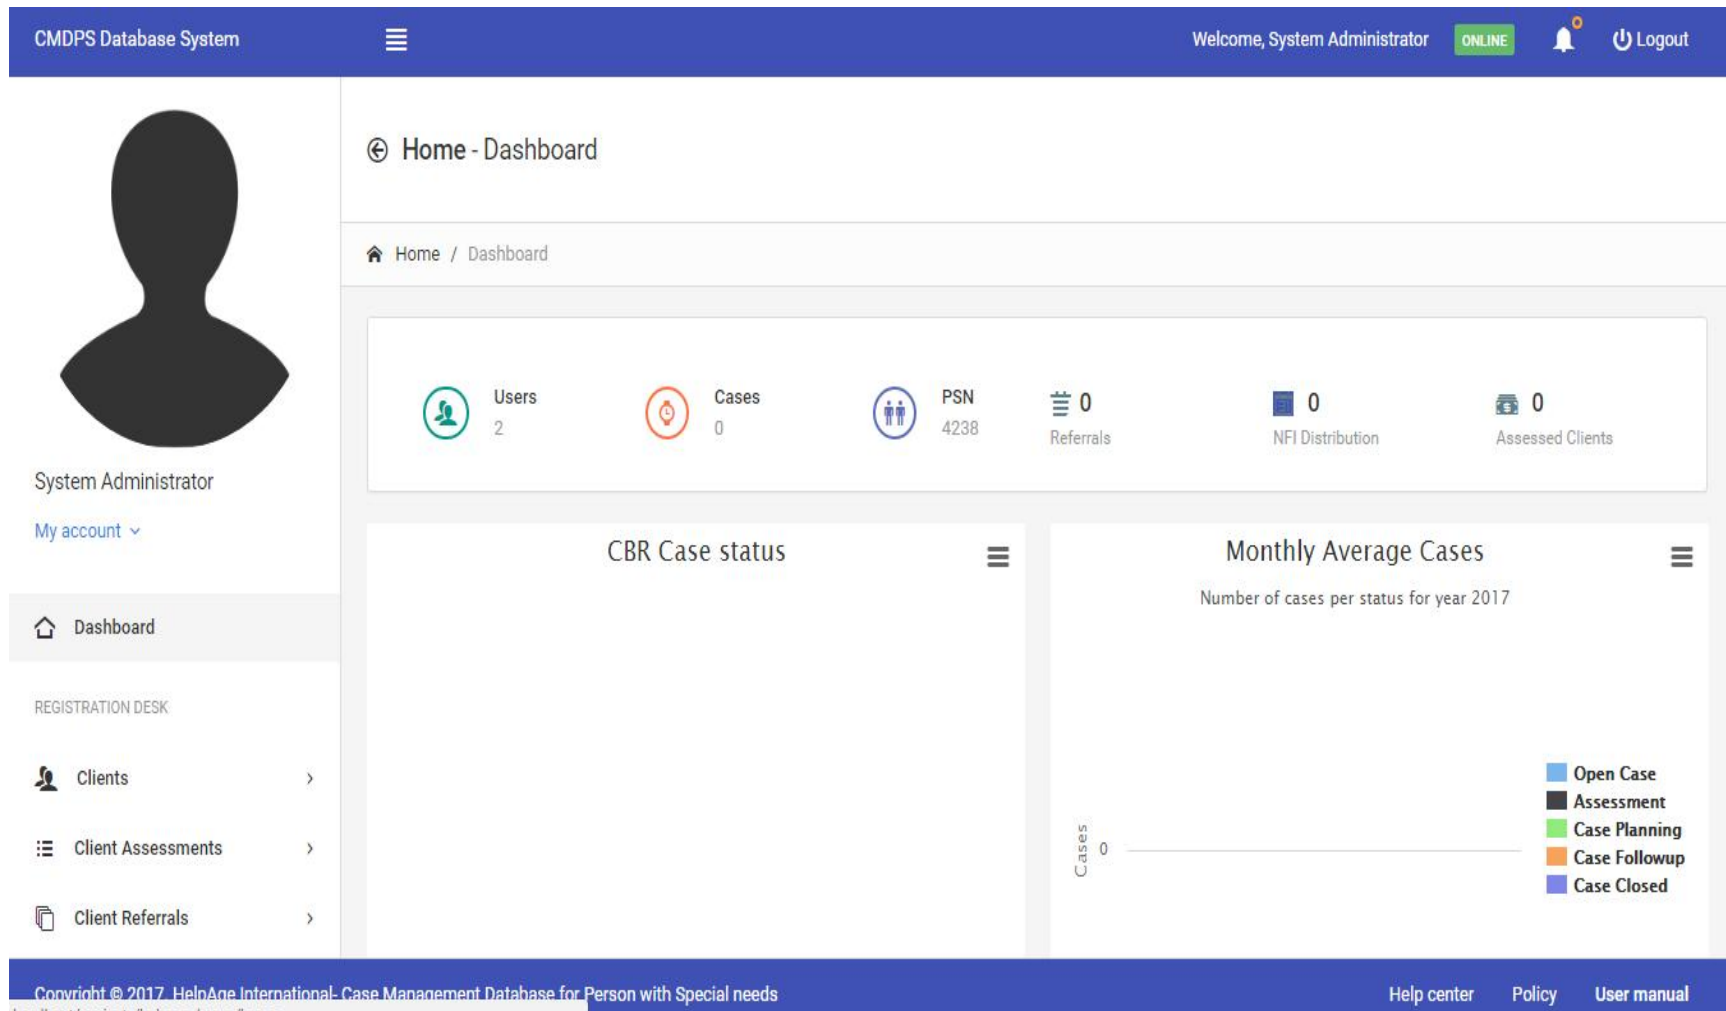 CMDPS Database System
Welcome, System Administrator ONLINE 0 Logout
Home - Dashboard
Home / Dashboard
Users
2
Cases
0
PSN
4238
0
Referrals
0
NFI Distribution
0
Assessed Clients
System Administrator
My account
Dashboard
REGISTRATION DESK
Clients
Client Assessments
Client Referrals
CBR Case status
Monthly Average Cases
Number of cases per status for year 2017
Cases
0
Open Case
Assessment
Case Planning
Case Followup
Case Closed
Copyright © 2017. HelpAge International- Case Management Database for Person with Special needs
Help center Policy User manual